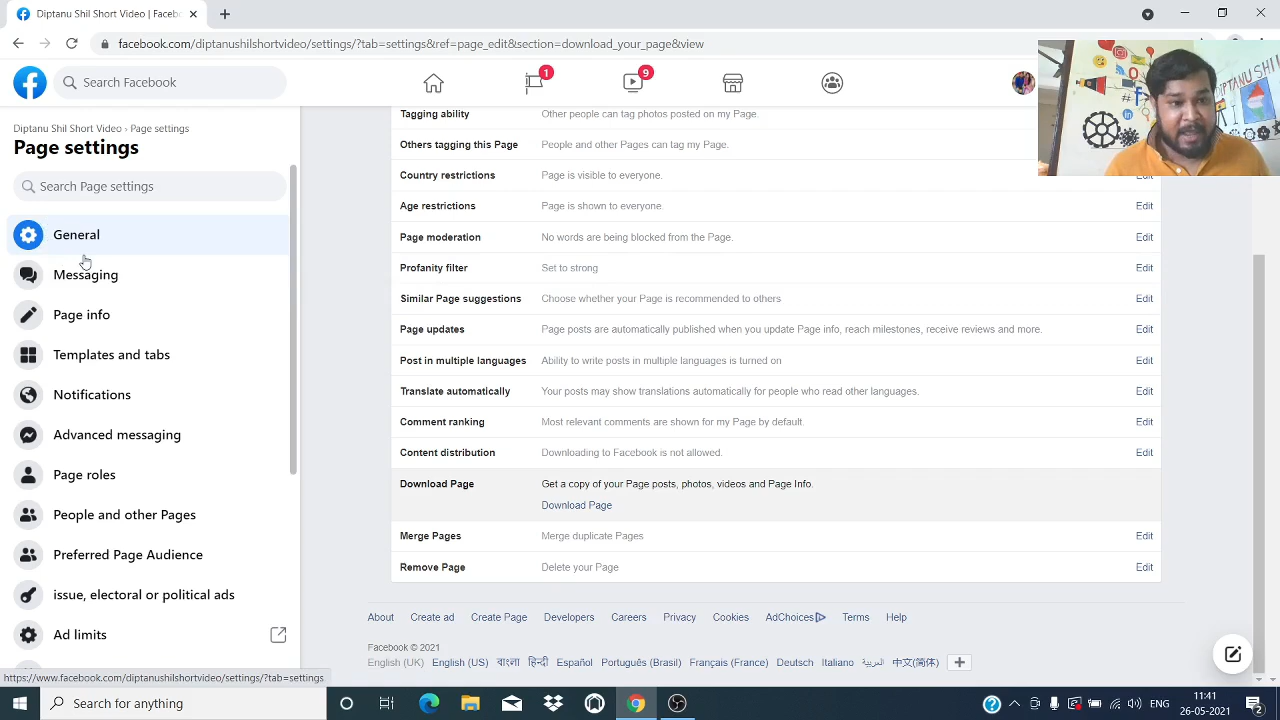 Diptanu Shil Short Video | Faceb
facebook.com/diptanushilshortvideo/settings/?tab=settings&ref=page_edit&section=download_your_page&view
Search Facebook
1
9
DIPTANU SHIL
Diptanu Shil Short Video › Page settings
Page settings
Search Page settings
General
Messaging
Page info
Templates and tabs
Notifications
Advanced messaging
Page roles
People and other Pages
Preferred Page Audience
issue, electoral or political ads
Ad limits
https://www.facebook.com/diptanushilshortvideo/settings/?tab=settings
Tagging ability Other people can tag photos posted on my Page.
Others tagging this Page People and other Pages can tag my Page.
Country restrictions Page is visible to everyone. Edit
Age restrictions Page is shown to everyone. Edit
Page moderation No words are being blocked from the Page. Edit
Profanity filter Set to strong Edit
Similar Page suggestions Choose whether your Page is recommended to others Edit
Page updates Page posts are automatically published when you update Page info, reach milestones, receive reviews and more. Edit
Post in multiple languages Ability to write posts in multiple languages is turned on Edit
Translate automatically Your posts may show translations automatically for people who read other languages. Edit
Comment ranking Most relevant comments are shown for my Page by default. Edit
Content distribution Downloading to Facebook is not allowed. Edit
Download Page Get a copy of your Page posts, photos, videos and Page Info.
Download Page
Merge Pages Merge duplicate Pages Edit
Remove Page Delete your Page Edit
About Create ad Create Page Developers Careers Privacy Cookies AdChoices Terms Help
Facebook © 2021
English (UK) English (US) বাংলা हिन्दी Español Português (Brasil) Français (France) Deutsch Italiano العربية 中文(简体)
Search for anything
ENG
11:41
26-05-2021
2